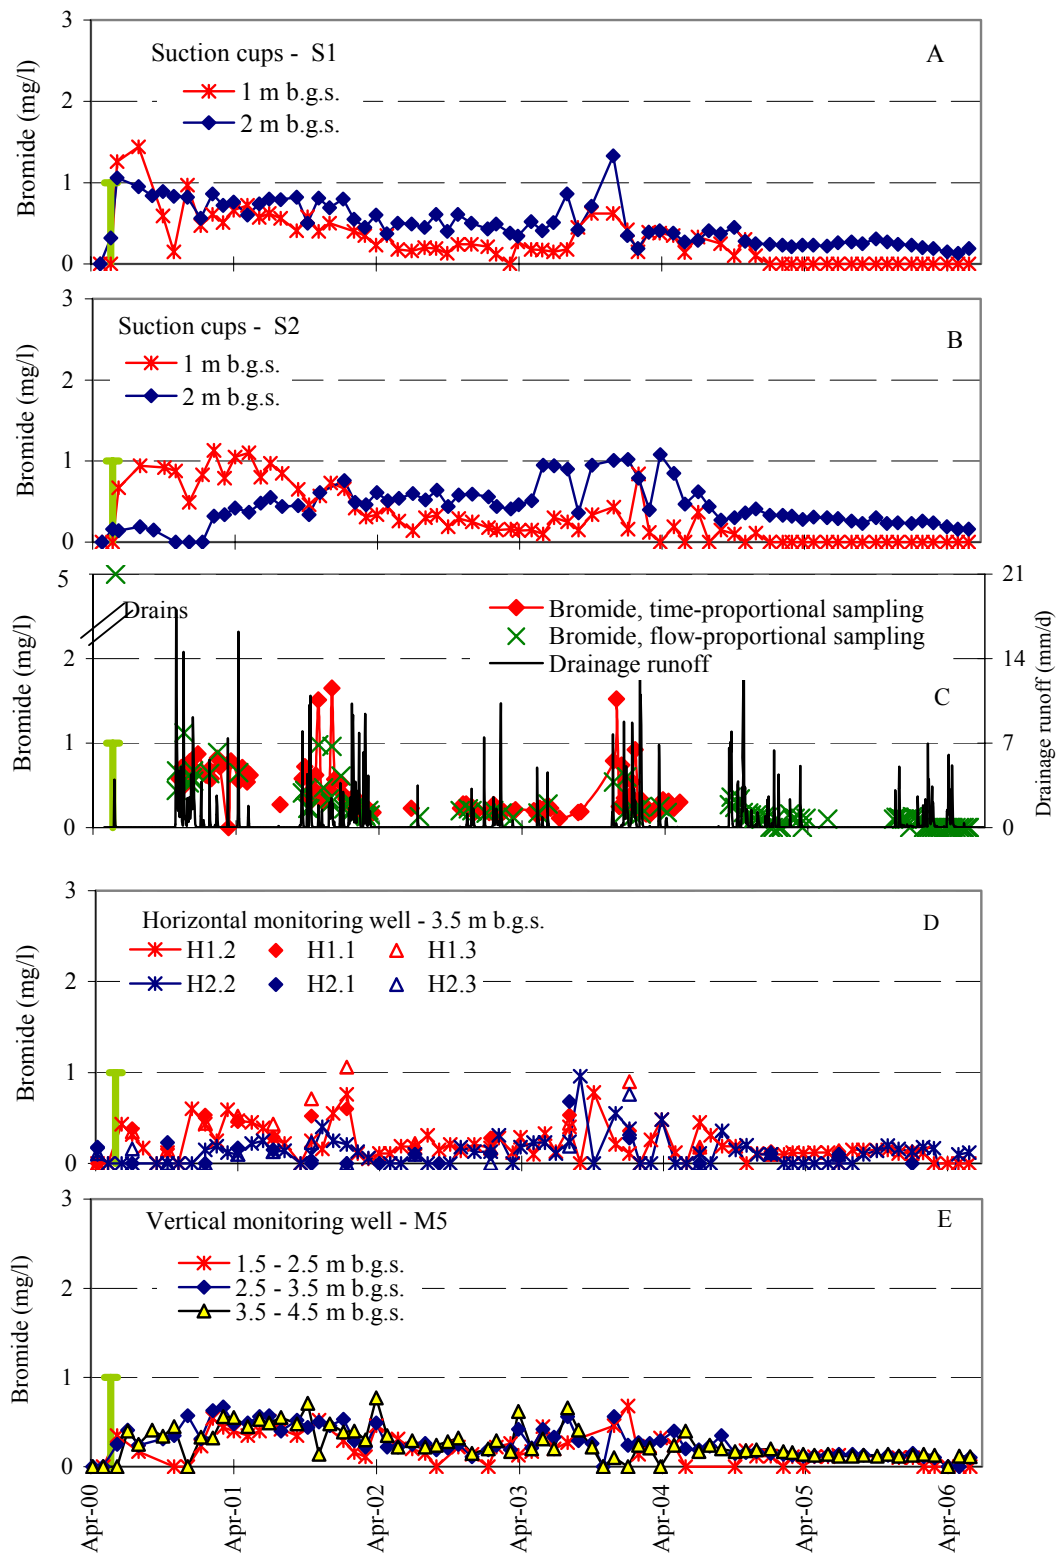 3
2
1
0
Bromide (mg/l)
Suction cups - S1
A
1 m b.g.s.
2 m b.g.s.
3
2
1
0
Bromide (mg/l)
Suction cups - S2
B
1 m b.g.s.
2 m b.g.s.
5
2
1
0
Bromide (mg/l)
Drains
Bromide, time-proportional sampling
Bromide, flow-proportional sampling
Drainage runoff
C
21
14
7
0
Drainage runoff (mm/d)
3
2
1
0
Bromide (mg/l)
Horizontal monitoring well - 3.5 m b.g.s.
D
H1.2 H1.1 H1.3
H2.2 H2.1 H2.3
3
2
1
0
Bromide (mg/l)
Vertical monitoring well - M5
E
1.5 - 2.5 m b.g.s.
2.5 - 3.5 m b.g.s.
3.5 - 4.5 m b.g.s.
Apr-00
Apr-01
Apr-02
Apr-03
Apr-04
Apr-05
Apr-06